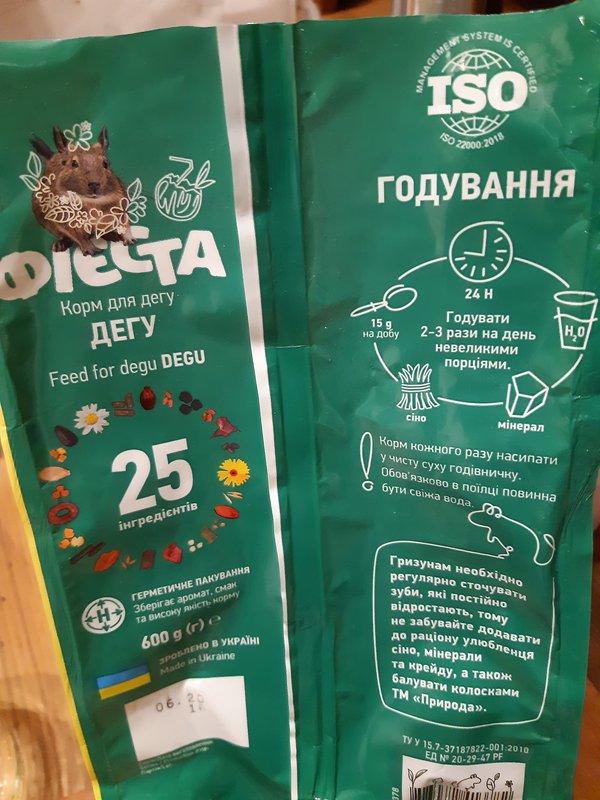 ФІЄСТА
Корм для дегу
ДЕГУ
Feed for degu DEGU
25
інгредієнтів
ГЕРМЕТИЧНЕ ПАКУВАННЯ
Зберігає аромат, смак
та високу якість корму
Н
600 g (г) e
ЗРОБЛЕНО В УКРАЇНІ
Made in Ukraine
06.20
MANAGEMENT SYSTEM IS CERTIFIED
ISO
ISO 22000:2018
ГОДУВАННЯ
24 H
15 g
на добу
Годувати
2-3 рази на день
невеликими
порціями.
H₂O
сіно
мінерал
!
Корм кожного разу насипати
у чисту суху годівничку.
Обов'язково в поїлці повинна
бути свіжа вода.
Гризунам необхідно
регулярно сточувати
зуби, які постійно
відростають, тому
не забувайте додавати
до раціону улюбленця
сіно, мінерали
та крейду, а також
балувати колосками
ТМ «Природа».
ТУ У 15.7-37187822-001:2010
ЕД № 20-29-47 PF